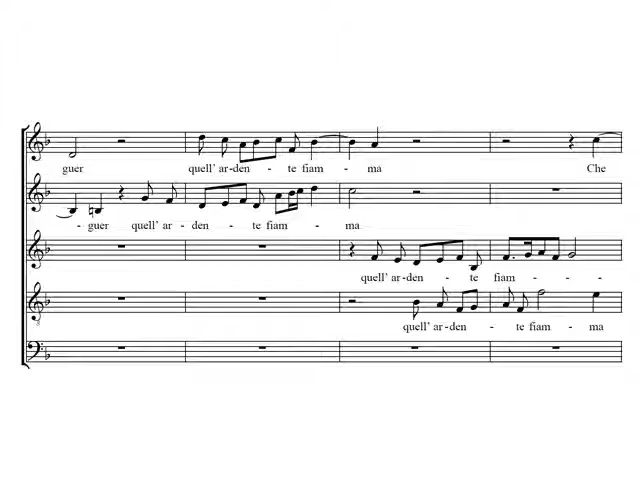 guer quell' ar-den - te fiam - ma Che
- guer quell' ar - den - te fiam - ma
quell' ar-den - te fiam - - -
quell' ar-den - te fiam - ma